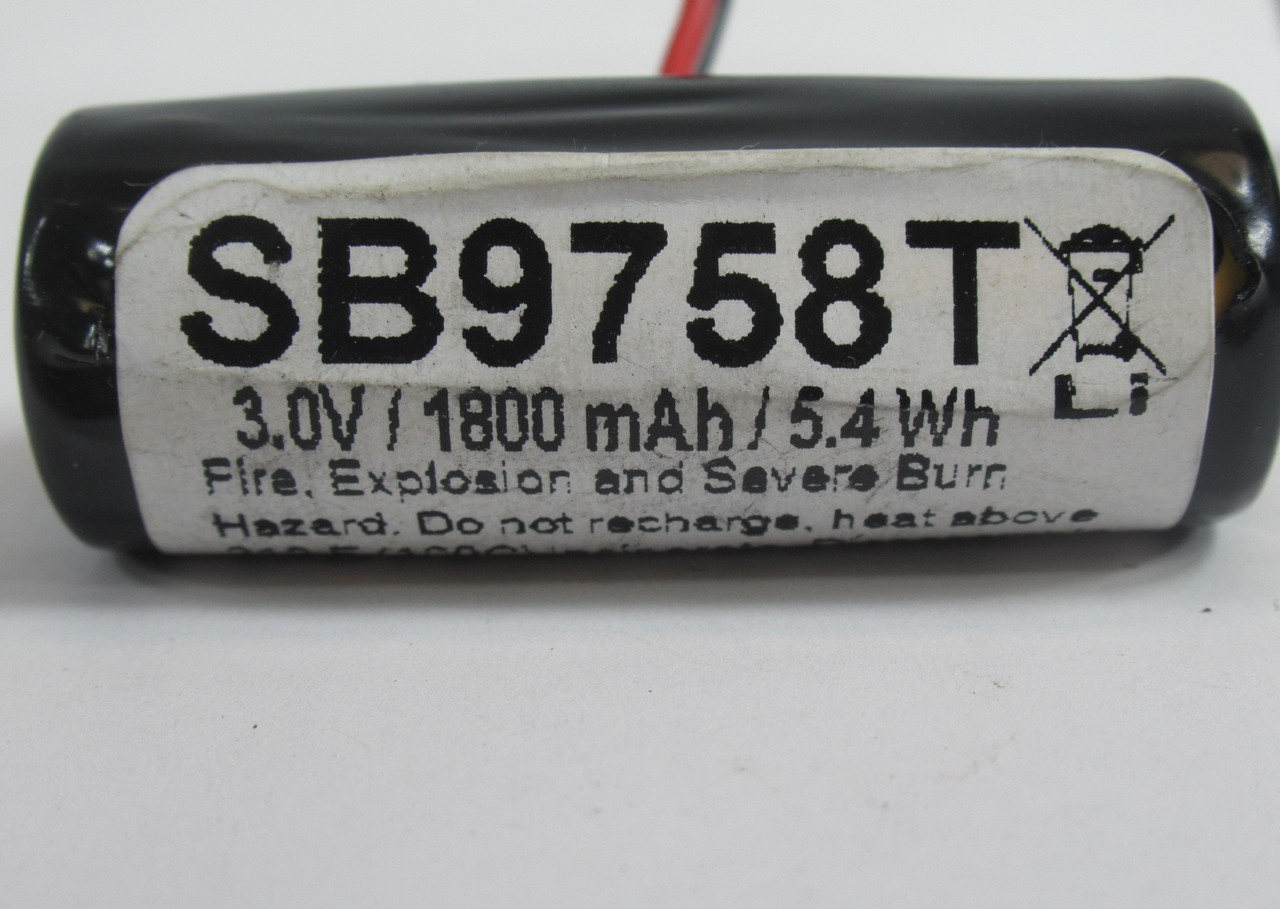 SB9758T
Li
3.0V / 1800 mAh / 5.4 Wh
Fire, Explosion and Severe Burn
Hazard. Do not recharge, heat above